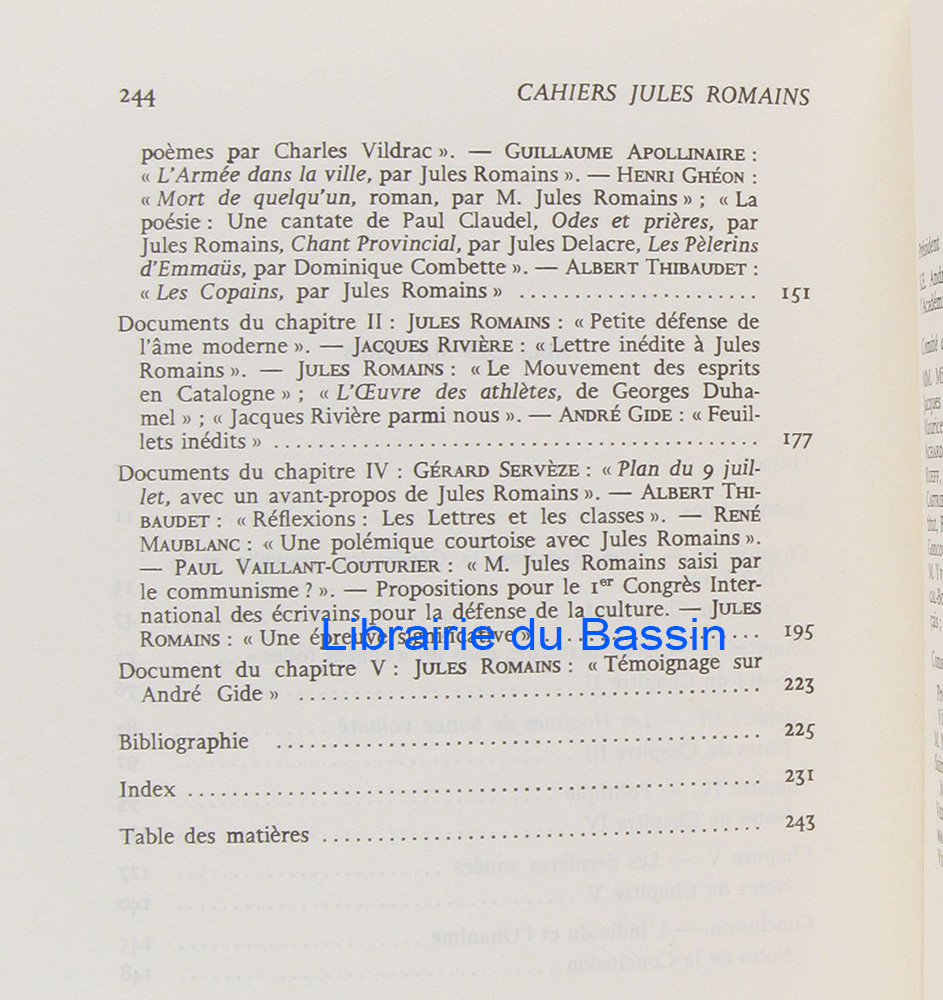 244 CAHIERS JULES ROMAINS
poèmes par Charles Vildrac ». — GUILLAUME APOLLINAIRE :
« L'Armée dans la ville, par Jules Romains ». — HENRI GHÉON :
« Mort de quelqu'un, roman, par M. Jules Romains » ; « La
poésie : Une cantate de Paul Claudel, Odes et prières, par
Jules Romains, Chant Provincial, par Jules Delacre, Les Pèlerins
d'Emmaüs, par Dominique Combette ». — ALBERT THIBAUDET :
« Les Copains, par Jules Romains » ...................... 151
Documents du chapitre II : JULES ROMAINS : « Petite défense de
l'âme moderne ». — JACQUES RIVIÈRE : « Lettre inédite à Jules
Romains ». — JULES ROMAINS : « Le Mouvement des esprits
en Catalogne » ; « L'Œuvre des athlètes, de Georges Duha-
mel » ; « Jacques Rivière parmi nous ». — ANDRÉ GIDE : « Feuil-
lets inédits » ............................................. 177
Documents du chapitre IV : GÉRARD SERVÈZE : « Plan du 9 juil-
let, avec un avant-propos de Jules Romains ». — ALBERT THI-
BAUDET : « Réflexions : Les Lettres et les classes ». — RENÉ
MAUBLANC : « Une polémique courtoise avec Jules Romains ».
— PAUL VAILLANT-COUTURIER : « M. Jules Romains saisi par
le communisme ? ». — Propositions pour le 1er Congrès Inter-
national des écrivains pour la défense de la culture. — JULES
ROMAINS : « Une épreuve significative » ..................... 195
Librairie du Bassin
Document du chapitre V : JULES ROMAINS : « Témoignage sur
André Gide » ........................................... 223
Bibliographie ............................................. 225
Index ..................................................... 231
Table des matières ........................................ 243